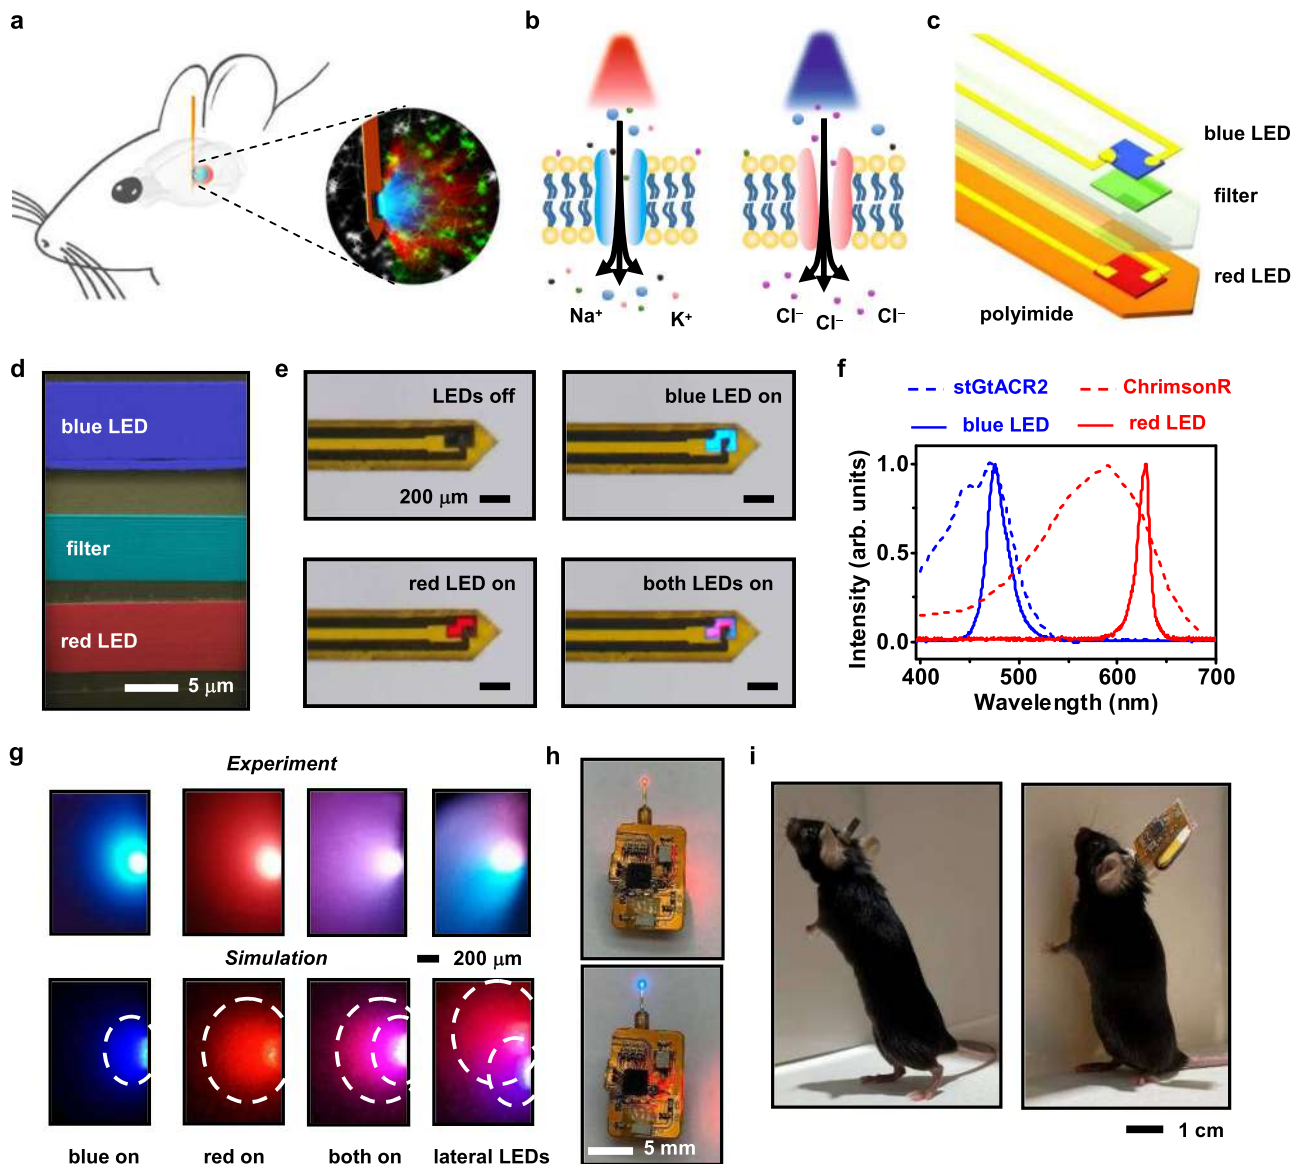 a
b
c
Na⁺
K⁺
Cl⁻
Cl⁻
Cl⁻
blue LED
filter
red LED
polyimide
d
blue LED
filter
red LED
5 μm
e
LEDs off
200 μm
blue LED on
red LED on
both LEDs on
f
stGtACR2
ChrimsonR
blue LED
red LED
Intensity (arb. units)
1.0
0.5
0.0
400
500
600
700
Wavelength (nm)
g
Experiment
Simulation
200 μm
blue on
red on
both on
lateral LEDs
h
5 mm
i
1 cm